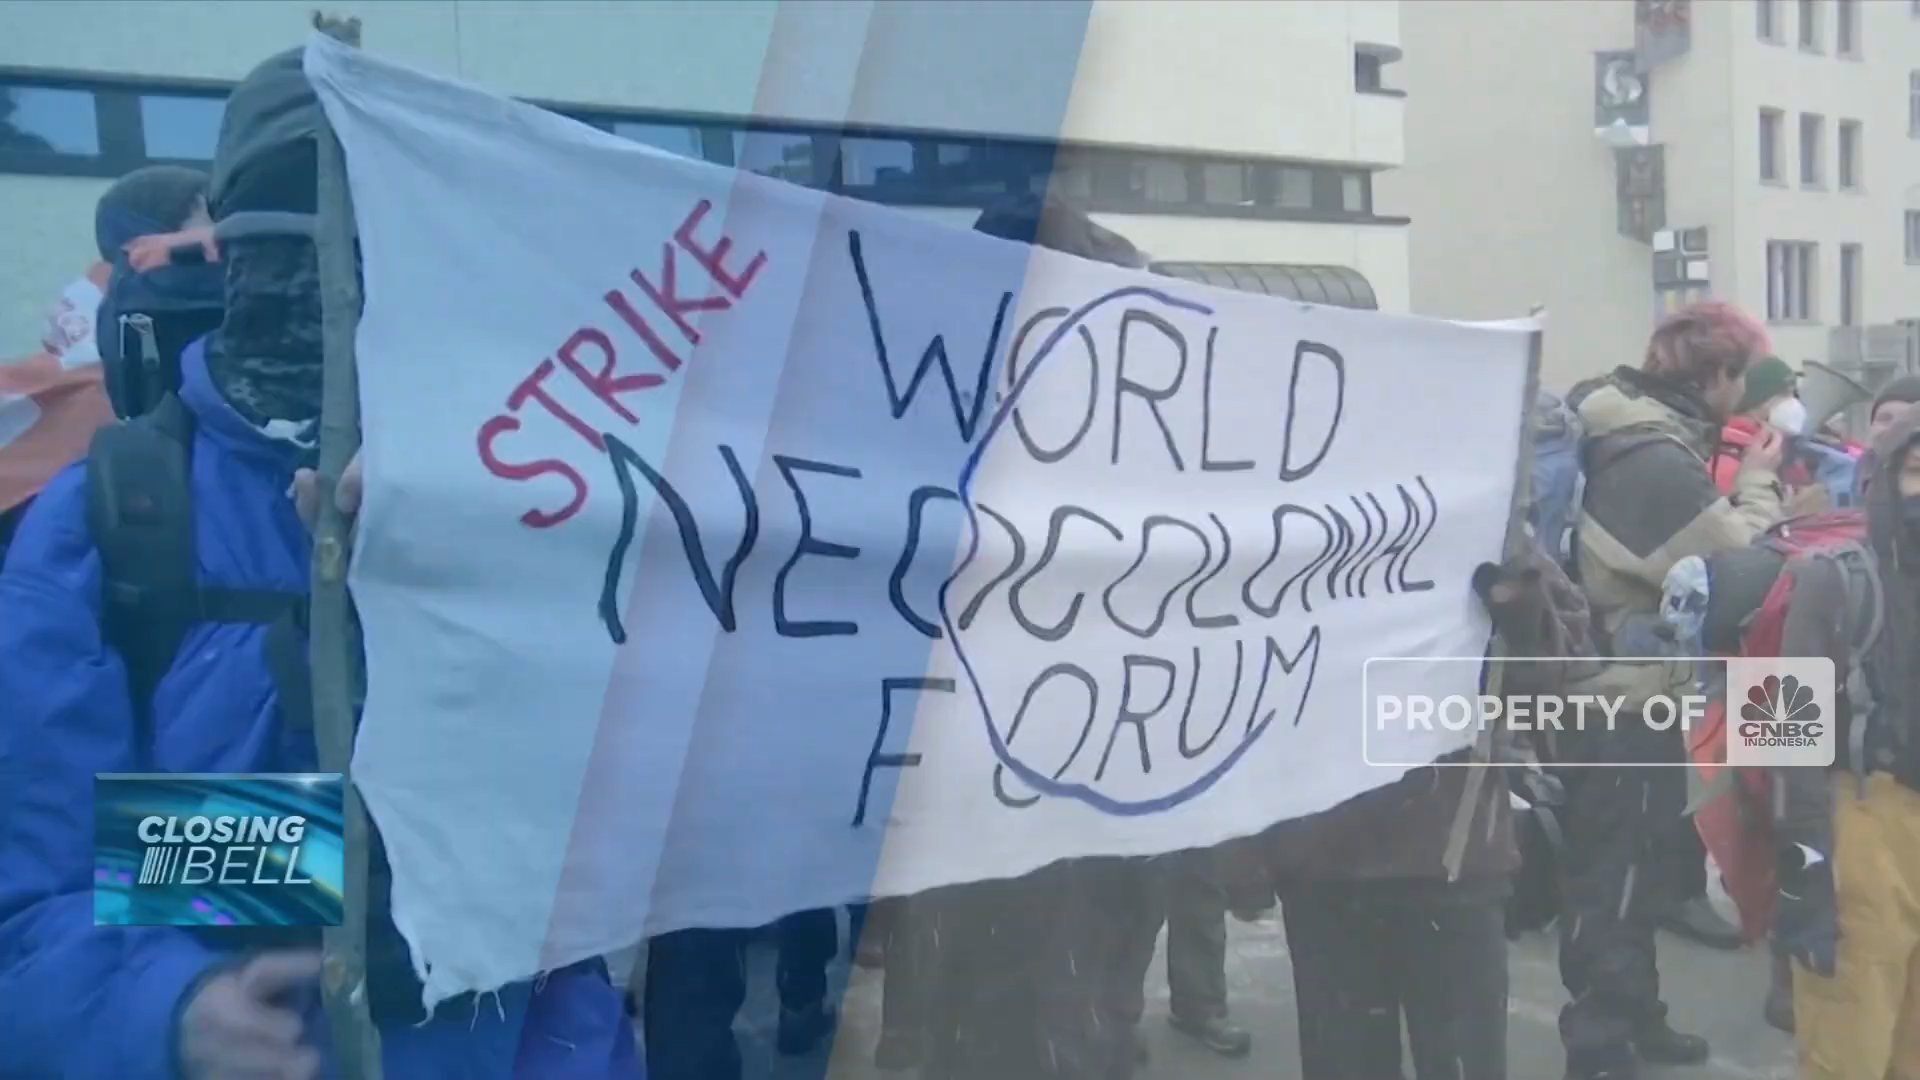 STRIKE
WORLD
NEOCOLONIAL
FORUM
PROPERTY OF
CNBC
INDONESIA
CLOSING
BELL